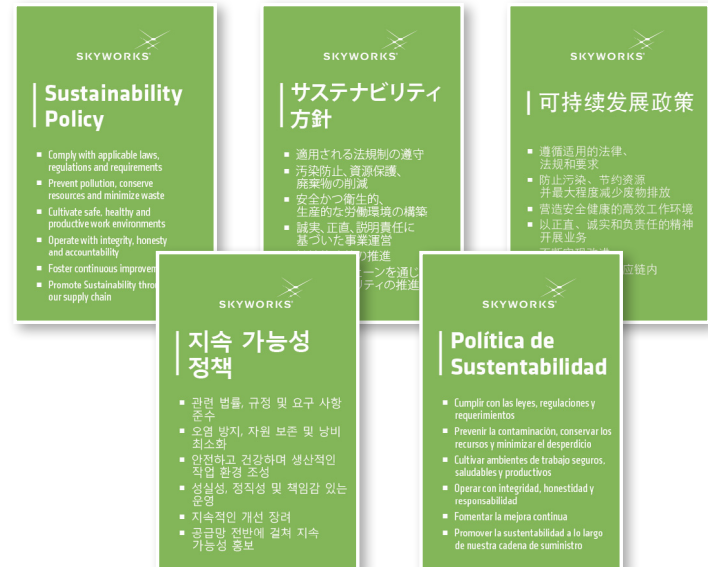 SKYWORKS
Sustainability
Policy
■ Comply with applicable laws,
regulations and requirements
■ Prevent pollution, conserve
resources and minimize waste
■ Cultivate safe, healthy and
productive work environments
■ Operate with integrity, honesty
and accountability
■ Foster continuous
■ Promote Sustainability
our supply chain
SKYWORKS
サステナビリティ
方針
■ 適用される法規制の遵守
■ 汚染防止、資源保護、
廃棄物の削減
■ 安全かつ衛生的、
生産的な労働環境の構築
■ 誠実、正直、説明責任に
基づいた事業運営
の推進
ェーンを通じ
リティの推進
SKYWORKS
可持续发展政策
■ 遵循适用的法律、
法规和要求
■ 防止污染、节约资源
并最大程度减少废物排放
■ 营造安全健康的高效工作环境
■ 以正直、诚实和负责任的精神
开展业务
应链内
SKYWORKS
지속 가능성
정책
■ 관련 법률, 규정 및 요구 사항
준수
■ 오염 방지, 자원 보존 및 낭비
최소화
■ 안전하고 건강하며 생산적인
작업 환경 조성
■ 성실성, 정직성 및 책임감 있는
운영
■ 지속적인 개선 장려
■ 공급망 전반에 걸쳐 지속
가능성 홍보
SKYWORKS
Política de
Sustentabilidad
■ Cumplir con las leyes, regulaciones y
requerimientos
■ Prevenir la contaminación, conservar los
recursos y minimizar el desperdicio
■ Cultivar ambientes de trabajo seguros,
saludables y productivos
■ Operar con integridad, honestidad y
responsabilidad
■ Fomentar la mejora continua
■ Promover la sustentabilidad a lo largo
de nuestra cadena de suministro